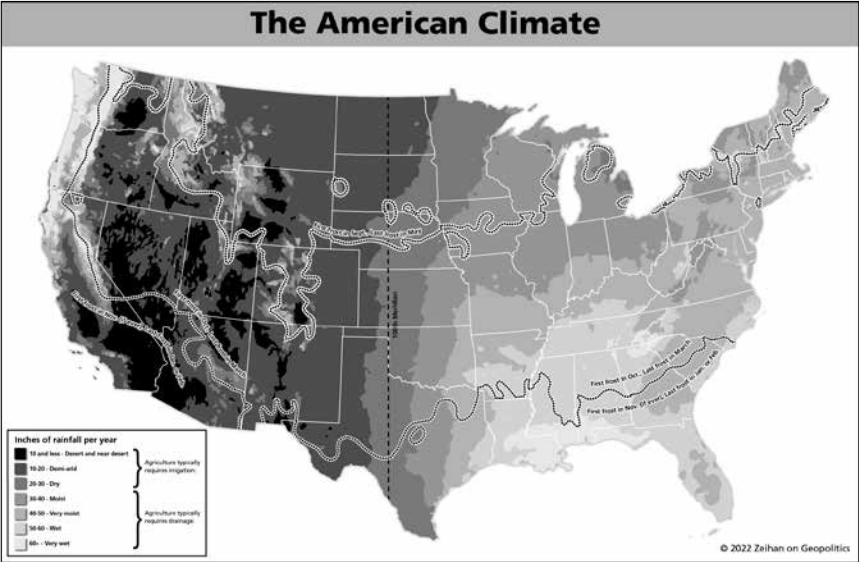 The American Climate
First frost in Sept., Last frost in May
100th Meridian
First frost in Oct., Last frost in March
First frost in Nov. (if ever), Last frost in Jan. or Feb.
Inches of rainfall per year
10 and less - Desert and near desert
10-20 - Demi-arid
20-30 - Dry
Agriculture typically
requires irrigation
30-40 - Moist
40-50 - Very moist
50-60 - Wet
60+ - Very wet
Agriculture typically
requires drainage
© 2022 Zeihan on Geopolitics